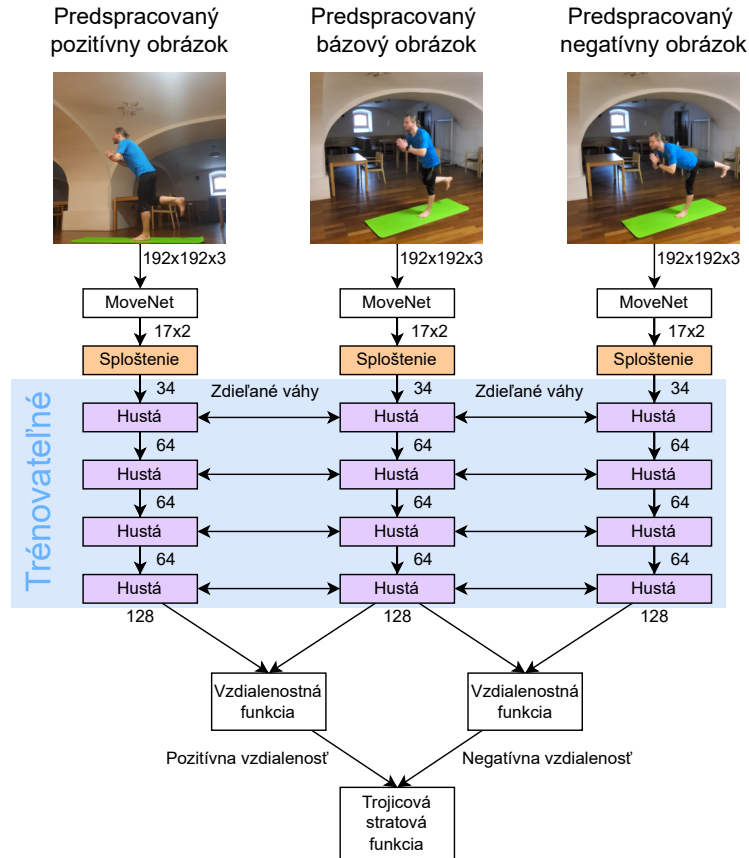 Predspracovaný
pozitívny obrázok
Predspracovaný
bázový obrázok
Predspracovaný
negatívny obrázok
192x192x3
192x192x3
192x192x3
MoveNet
MoveNet
MoveNet
17x2
17x2
17x2
Sploštenie
Sploštenie
Sploštenie
Trénovateľné
34
Zdieľané váhy
34
Zdieľané váhy
34
Hustá
Hustá
Hustá
64
64
64
Hustá
Hustá
Hustá
64
64
64
Hustá
Hustá
Hustá
64
64
64
Hustá
Hustá
Hustá
128
128
128
Vzdialenostná
funkcia
Vzdialenostná
funkcia
Pozitívna vzdialenosť
Negatívna vzdialenosť
Trojicová
stratová
funkcia